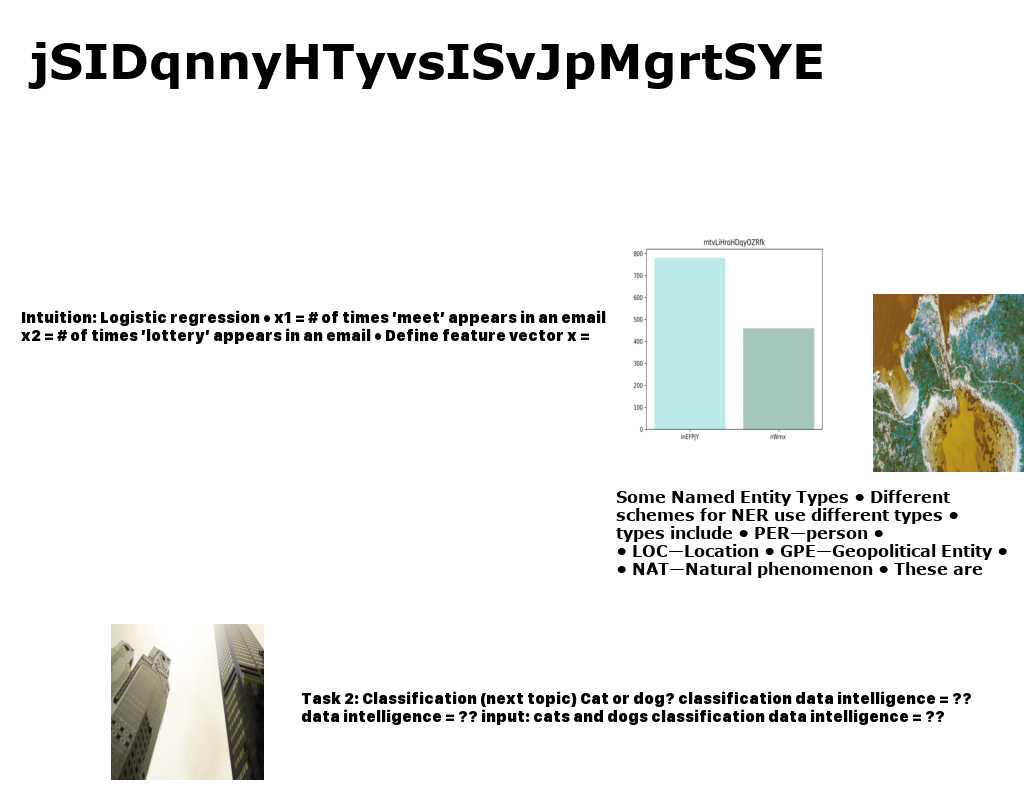 jSIDqnnyHTyvsISvJpMgrtSYE
mtvLiHroHDqyOZRfk
800
700
600
500
400
300
200
100
0
nWmx
Intuition: Logistic regression • x1 = # of times 'meet' appears in an email
x2 = # of times 'lottery' appears in an email • Define feature vector x =
Some Named Entity Types • Different
schemes for NER use different types •
types include • PER—person •
• LOC—Location • GPE—Geopolitical Entity •
• NAT—Natural phenomenon • These are
Task 2: Classification (next topic) Cat or dog? classification data intelligence = ??
data intelligence = ?? input: cats and dogs classification data intelligence = ??